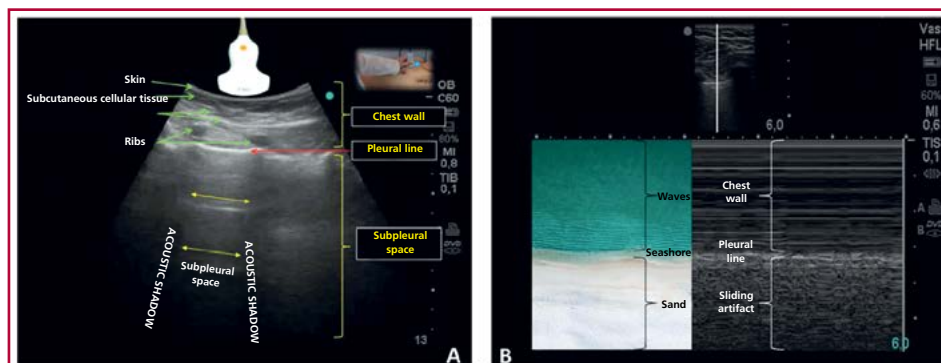 Skin
Subcutaneous cellular tissue
Ribs
ACOUSTIC SHADOW
Subpleural
space
ACOUSTIC SHADOW
OB
C60
60%
MI
0,8
TIB
0,1
Chest wall
Pleural line
Subpleural
space
DVD
13
A
Vas
HFL
60%
MI
0,6
TIS
0,1
6,0
Waves
Seashore
Sand
Chest
wall
Pleural
line
Sliding
artifact
A
DVD
B
6.0
B